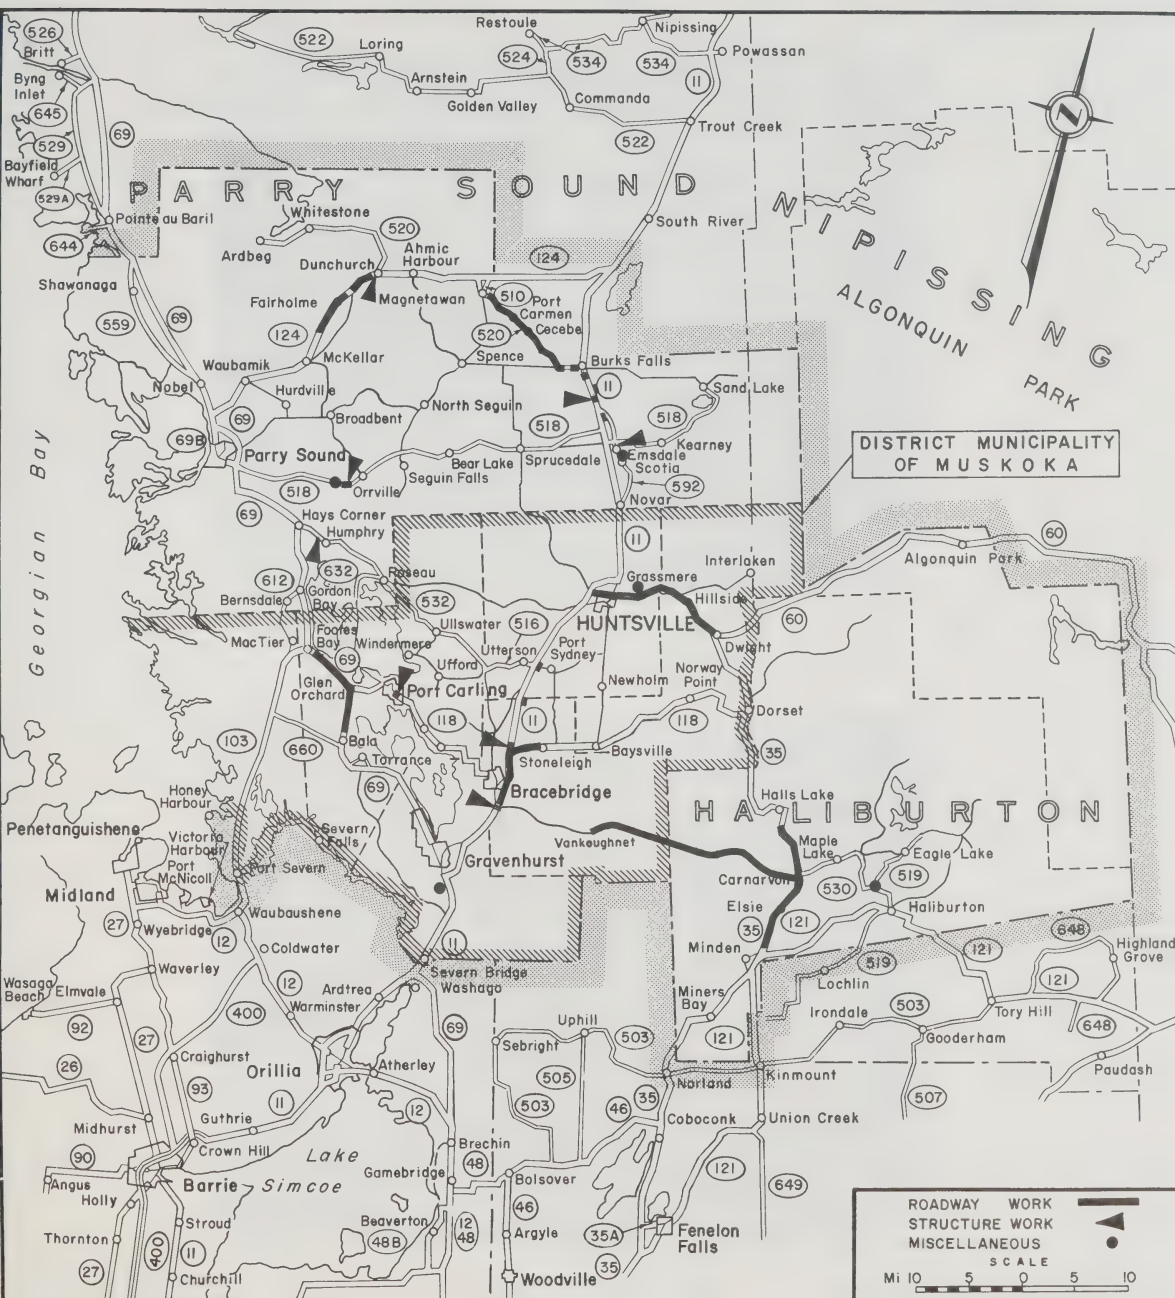 526
Britt
Byng
Inlet
645
529
Bayfield
Wharf
529A
69
522
Loring
Restoule
524
534
Nipissing
534
Powassan
Arnstein
Golden Valley
Commanda
11
Trout Creek
522
PARRY SOUND
Pointe au Baril
644
Whitestone
520
Ardbeg
Dunchurch
Ahmic
Harbour
124
South River
NIPISSING
ALGONQUIN
PARK
N
Shawanaga
559
69
Fairholme
Magnetawan
510
Port
Carmen
Cecebe
520
124
McKellar
Spence
Burks Falls
Waubamik
Nobel
Hurdville
Broadbent
North Seguin
11
Sand Lake
518
518
Kearney
69
69B
Parry Sound
Bear Lake
Sprucedale
Emsdale
Scotia
518
Orrville
Seguin Falls
592
Novar
DISTRICT MUNICIPALITY
OF MUSKOKA
69
Hays Corner
Humphry
11
Interlaken
Algonquin Park
60
Georgian Bay
632
612
Rosseau
Grassmere
Bernsdale
Gordon
Bay
532
Hillside
HUNTSVILLE
60
MacTier
Footes
Bay
Windermere
Ullswater
516
Utterson
Port
Sydney
Dwight
69
Ufford
Norway
Point
Glen
Orchard
Port Carling
Newholm
11
118
118
Dorset
103
660
Bala
Torrance
Stoneleigh
Baysville
35
69
Bracebridge
Honey
Harbour
HALIBURTON
Halls Lake
Penetanguishene
Victoria
Harbour
Severn
Falls
Vankoughnet
Maple
Lake
Eagle Lake
Port
McNicoll
Port Severn
Gravenhurst
Carnarvon
530
519
Midland
Elsie
Haliburton
Waubaushene
27
Wyebridge
12
Coldwater
11
35
121
Minden
121
648
Highland
Grove
Waverley
Severn Bridge
Washago
519
Lochlin
121
Wasaga
Beach
Elmvale
12
Ardtrea
Miners
Bay
Warminster
92
400
69
Uphill
503
Irondale
503
Tory Hill
27
Sebright
121
Gooderham
648
Craighurst
Orillia
Atherley
505
Norland
Kinmount
Paudash
26
93
35
507
Guthrie
11
12
503
46
Coboconk
Union Creek
Midhurst
Crown Hill
Lake
Simcoe
Brechin
90
48
121
Angus
Barrie
Gamebridge
Bolsover
649
Holly
46
Stroud
Beaverton
12
48
Argyle
35A
Fenelon
Falls
Thornton
48B
400
11
27
Churchill
Woodville
35
ROADWAY WORK
STRUCTURE WORK
MISCELLANEOUS
SCALE
Mi 10 5 0 5 10